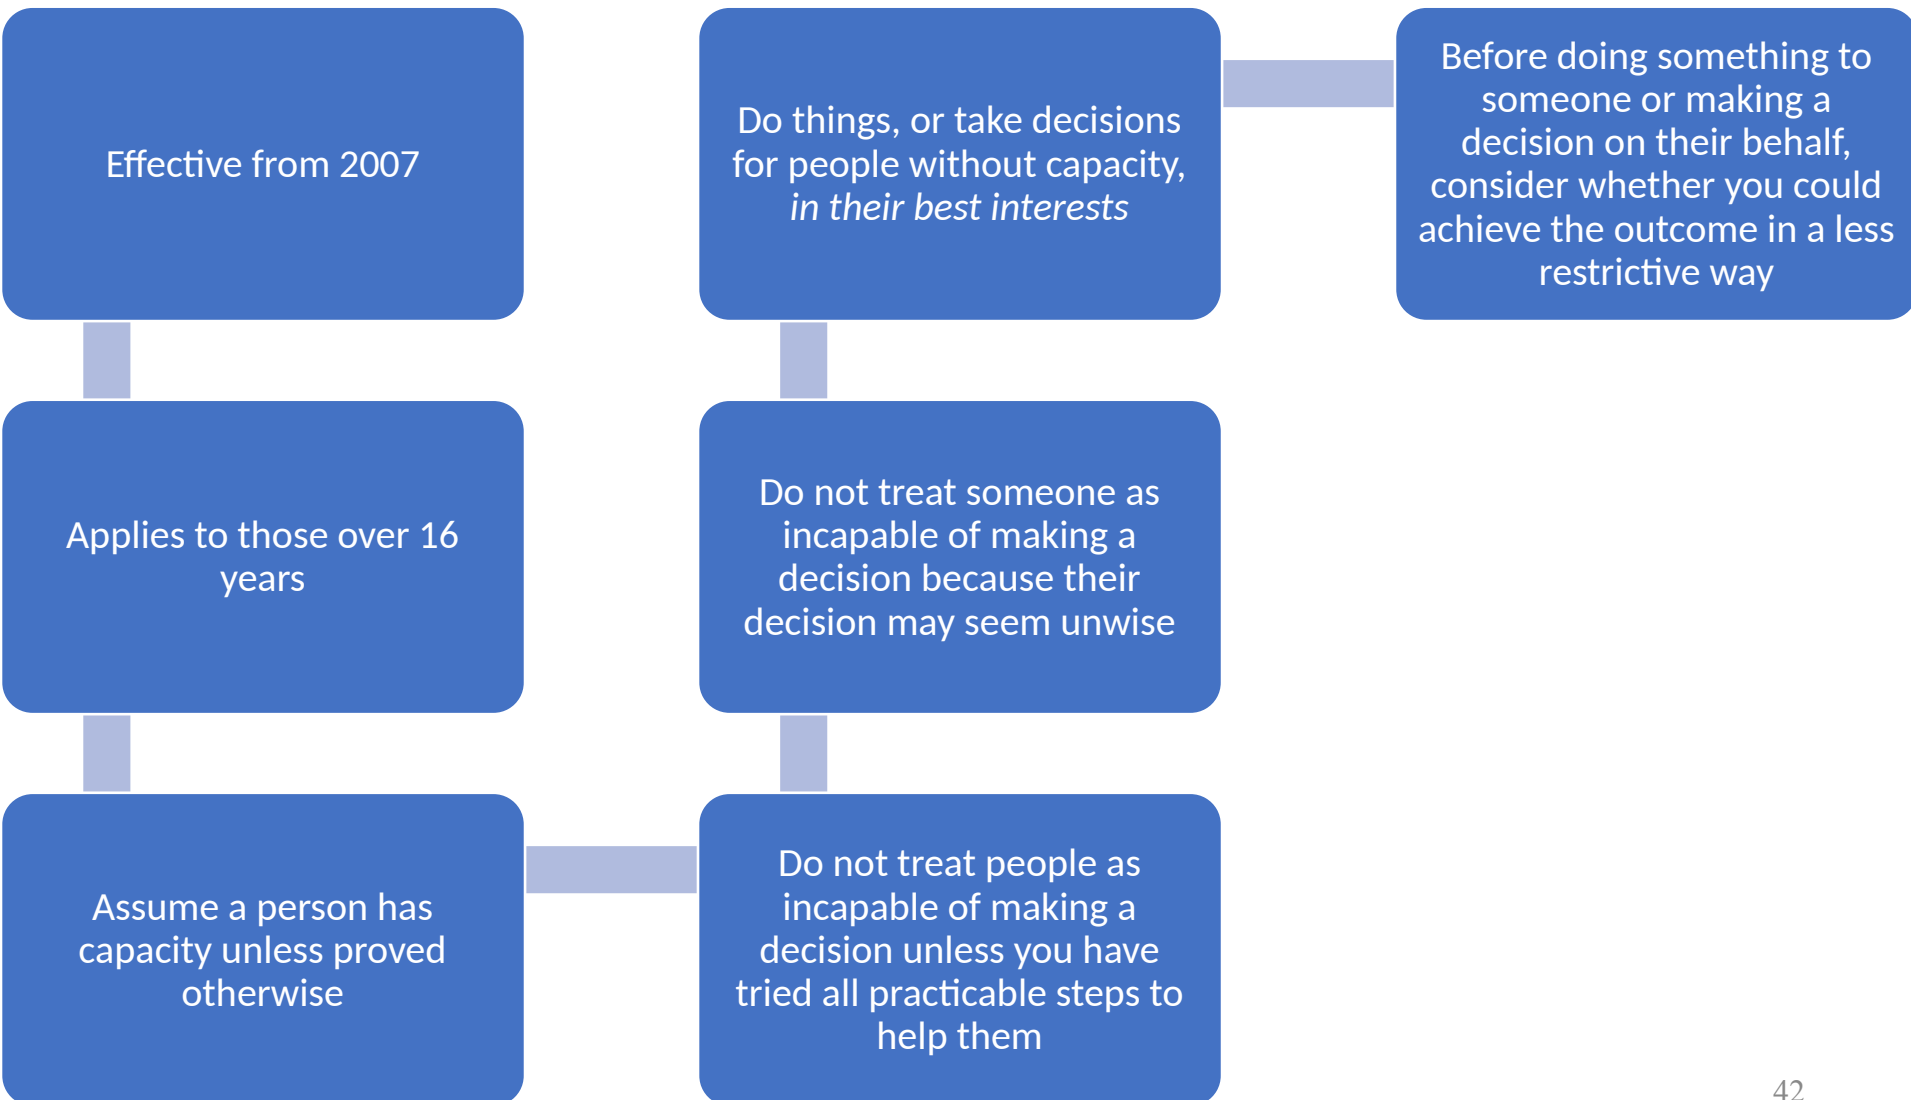 Effective from 2007
Applies to those over 16
years
Assume a person has
capacity unless proved
otherwise
Do not treat people as
incapable of making a
decision unless you have
tried all practicable steps to
help them
Do not treat someone as
incapable of making a
decision because their
decision may seem unwise
Do things, or take decisions
for people without capacity,
in their best interests
Before doing something to
someone or making a
decision on their behalf,
consider whether you could
achieve the outcome in a less
restrictive way
42